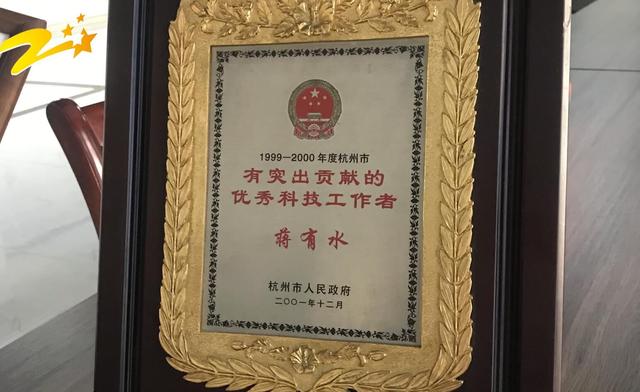 1999—2000年度杭州市
有突出贡献的
优秀科技工作者
蒋有水
杭州市人民政府
二〇〇一年十二月